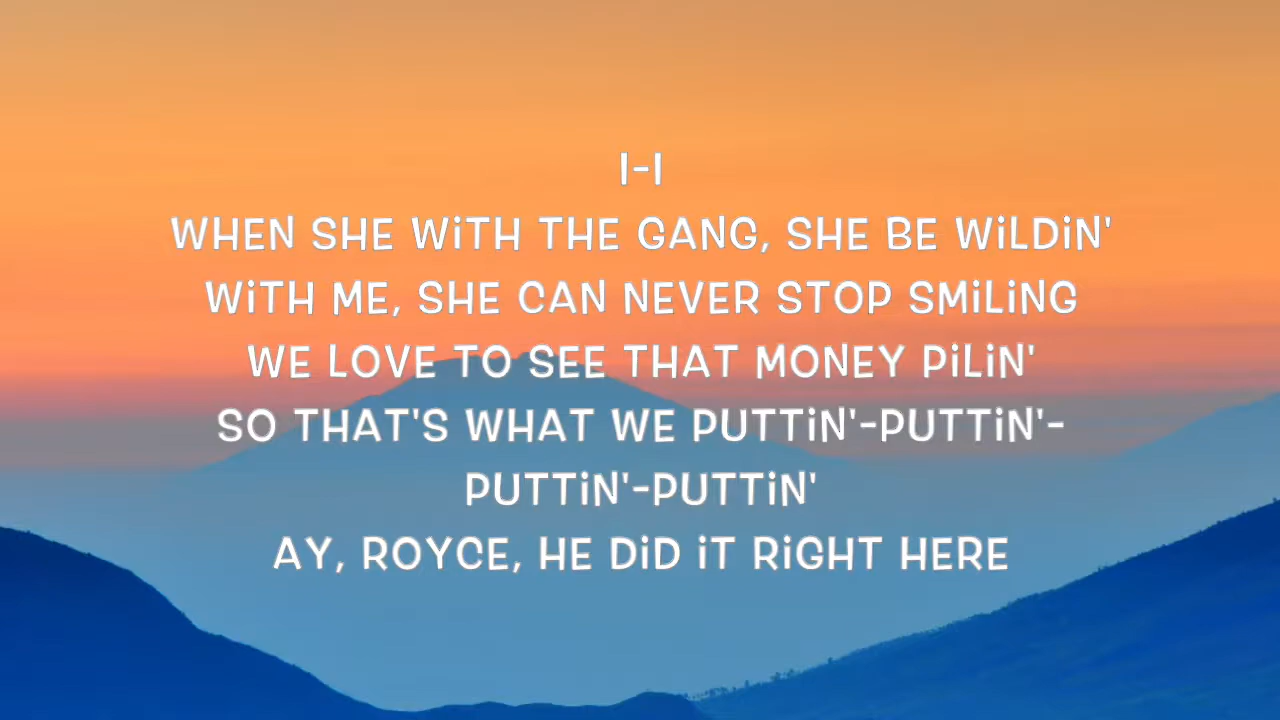 I-I
WHEN SHE WiTH THE GANG, SHE BE WiLDiN'
WiTH ME, SHE CAN NEVER STOP SMiLiNG
WE LOVE TO SEE THAT MONEY PiLiN'
SO THAT'S WHAT WE PUTTiN'-PUTTiN'-
PUTTiN'-PUTTiN'
AY, ROYCE, HE DiD iT RiGHT HERE